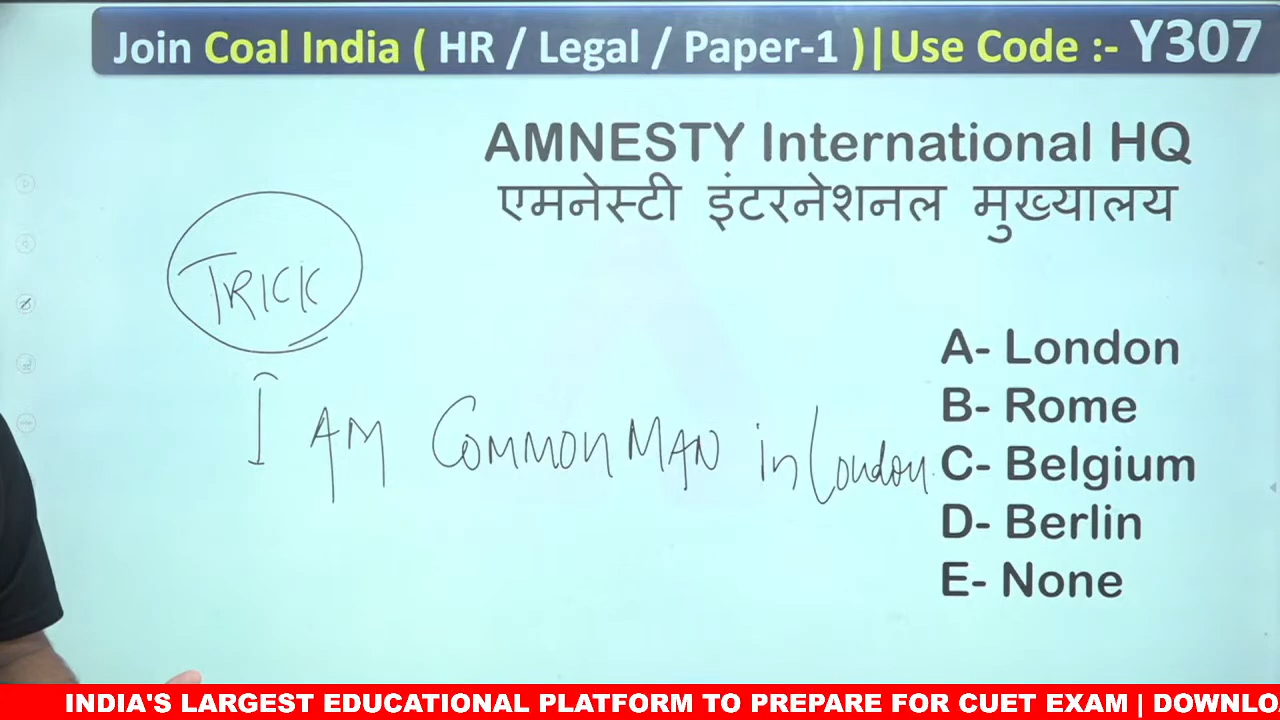 Join Coal India ( HR / Legal / Paper-1 )|Use Code :- Y307
AMNESTY International HQ
एमनेस्टी इंटरनेशनल मुख्यालय
TRICK
I AM COMMON MAN in London.
A- London
B- Rome
C- Belgium
D- Berlin
E- None
INDIA'S LARGEST EDUCATIONAL PLATFORM TO PREPARE FOR CUET EXAM | DOWNLO